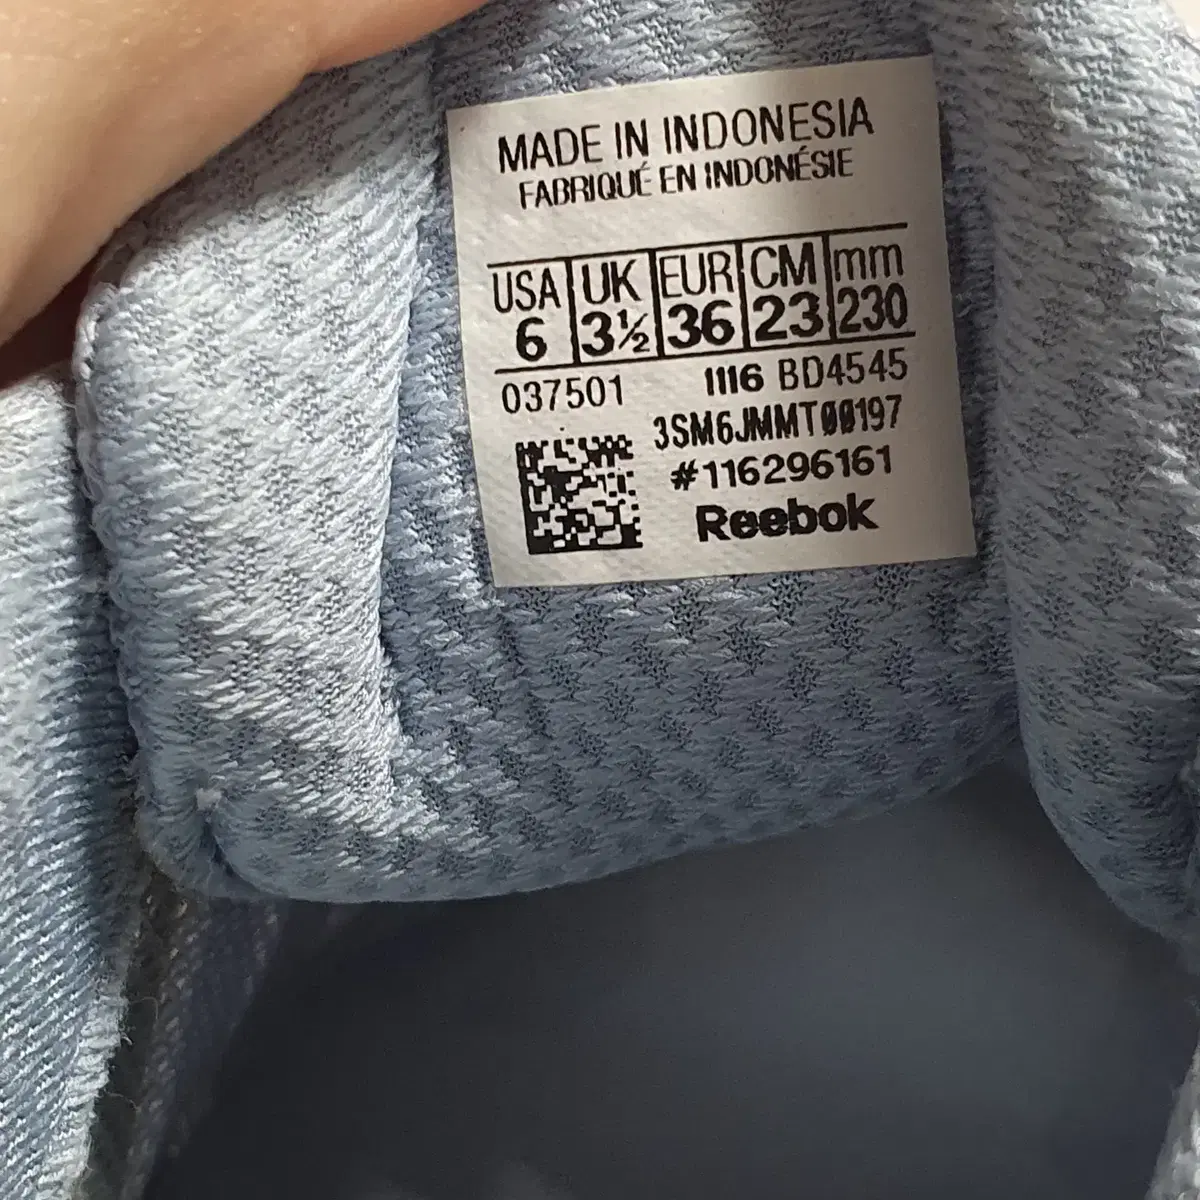 MADE IN INDONESIA
FABRIQUÉ EN INDONÉSIE
USA UK EUR CM mm
6 3½ 36 23 230
037501 1116 BD4545
3SM6JMMT00197
#116296161
Reebok